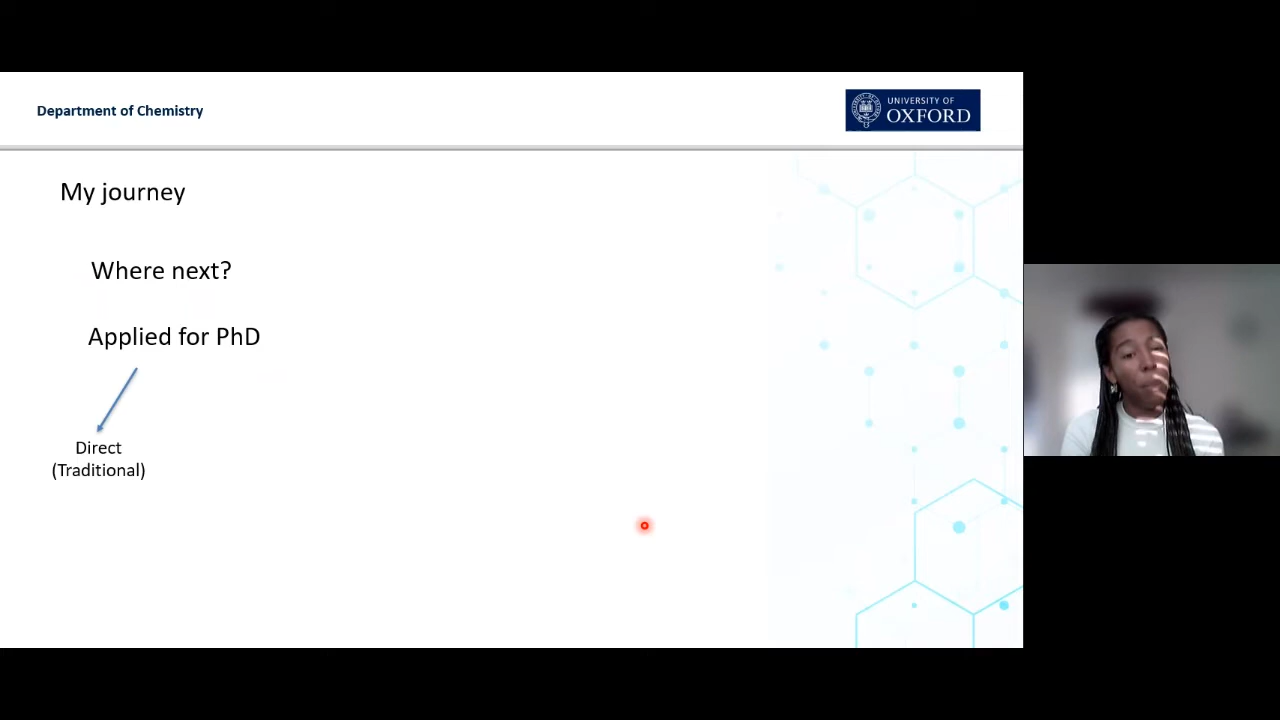 Department of Chemistry
UNIVERSITY OF
OXFORD
My journey
Where next?
Applied for PhD
Direct
(Traditional)